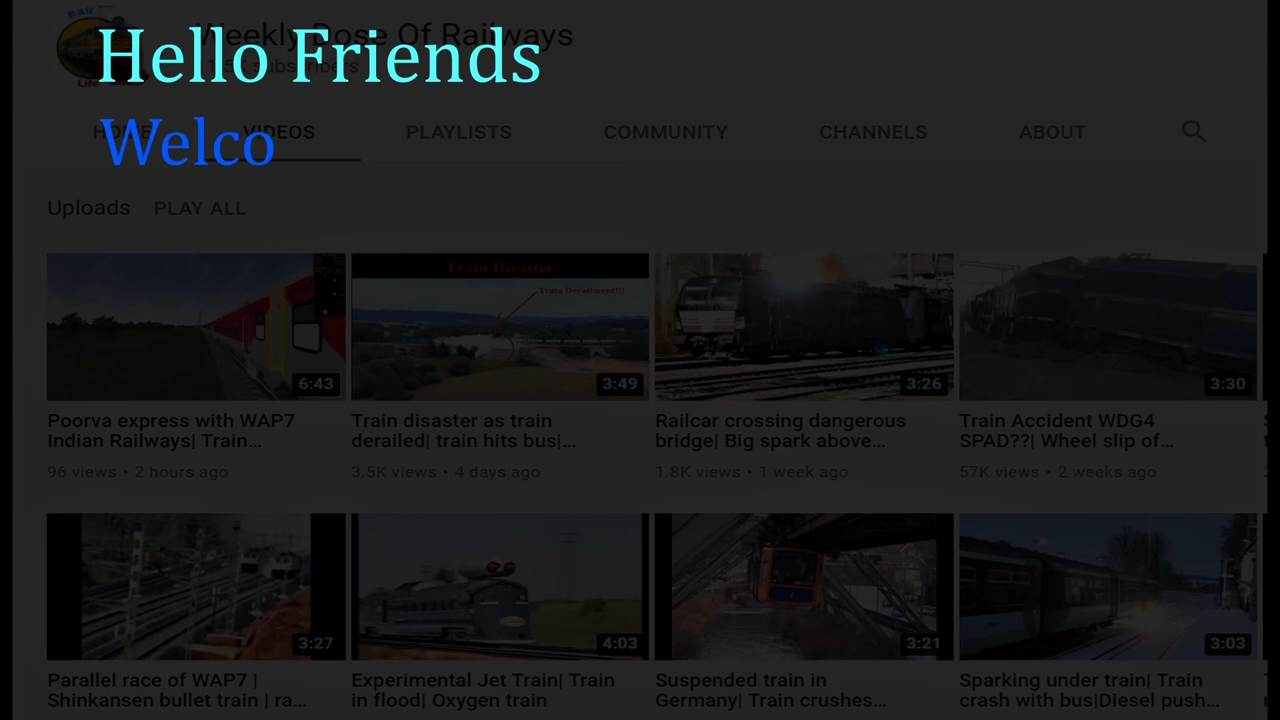 Hello Friends
Weekly Dose Of Railways
subscribers
Welco
HOME VIDEOS PLAYLISTS COMMUNITY CHANNELS ABOUT
Uploads PLAY ALL
Train Disaster
Train Derailment!!!
6:43 3:49 3:26 3:30
Poorva express with WAP7 Indian Railways| Train...
96 views • 2 hours ago
Train disaster as train derailed| train hits bus|...
3.5K views • 4 days ago
Railcar crossing dangerous bridge| Big spark above...
1.8K views • 1 week ago
Train Accident WDG4 SPAD??| Wheel slip of...
57K views • 2 weeks ago
3:27 4:03 3:21 3:03
Parallel race of WAP7 | Shinkansen bullet train | ra...
Experimental Jet Train| Train in flood| Oxygen train
Suspended train in Germany| Train crushes...
Sparking under train| Train crash with bus|Diesel push...